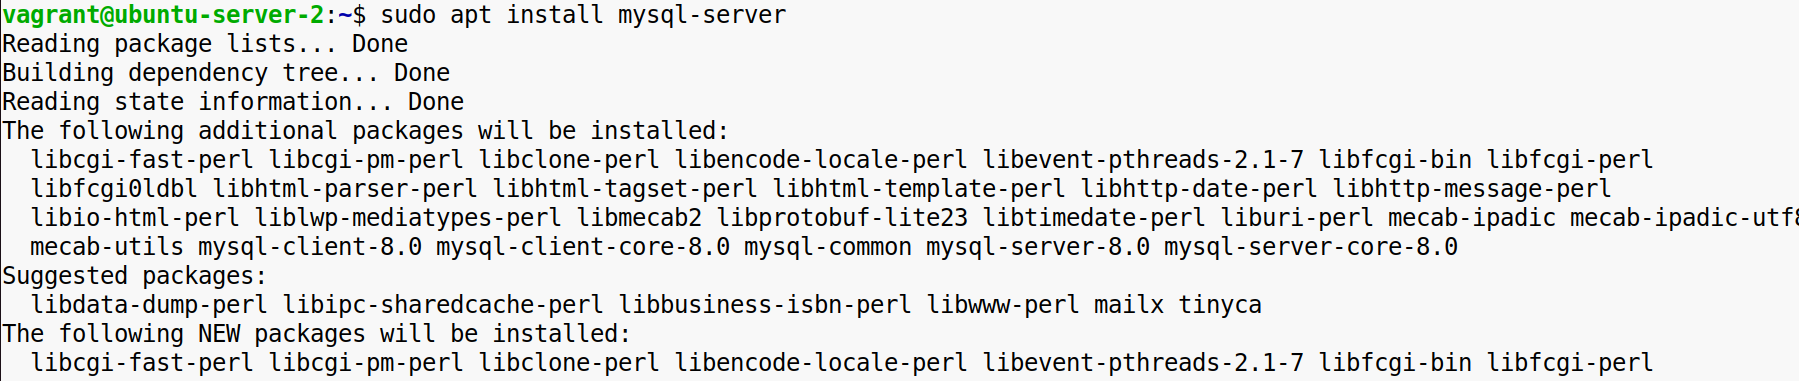 vagrant@ubuntu-server-2:~$ sudo apt install mysql-server
Reading package lists... Done
Building dependency tree... Done
Reading state information... Done
The following additional packages will be installed:
  libcgi-fast-perl libcgi-pm-perl libclone-perl libencode-locale-perl libevent-pthreads-2.1-7 libfcgi-bin libfcgi-perl
  libfcgi0ldbl libhtml-parser-perl libhtml-tagset-perl libhtml-template-perl libhttp-date-perl libhttp-message-perl
  libio-html-perl liblwp-mediatypes-perl libmecab2 libprotobuf-lite23 libtimedate-perl liburi-perl mecab-ipadic mecab-ipadic-utf8
  mecab-utils mysql-client-8.0 mysql-client-core-8.0 mysql-common mysql-server-8.0 mysql-server-core-8.0
Suggested packages:
  libdata-dump-perl libipc-sharedcache-perl libbusiness-isbn-perl libwww-perl mailx tinyca
The following NEW packages will be installed:
  libcgi-fast-perl libcgi-pm-perl libclone-perl libencode-locale-perl libevent-pthreads-2.1-7 libfcgi-bin libfcgi-perl